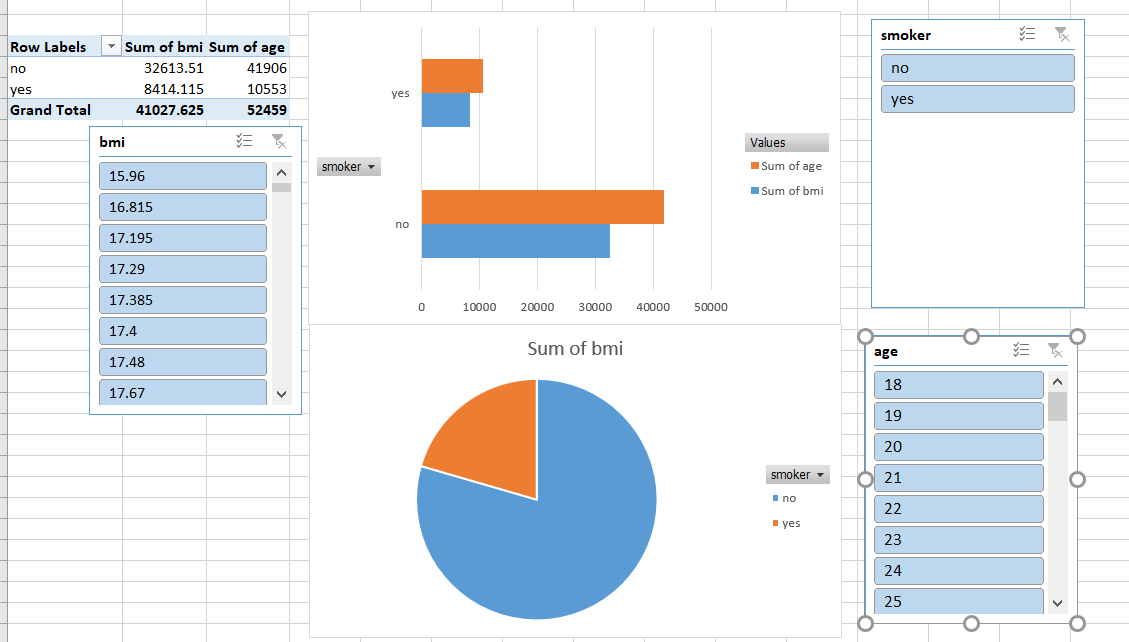 Row Labels Sum of bmi Sum of age
no 32613.51 41906
yes 8414.115 10553
Grand Total 41027.625 52459
bmi
15.96
16.815
17.195
17.29
17.385
17.4
17.48
17.67
smoker
yes
no
0 10000 20000 30000 40000 50000
Values
Sum of age
Sum of bmi
Sum of bmi
smoker
no
yes
smoker
no
yes
age
18
19
20
21
22
23
24
25